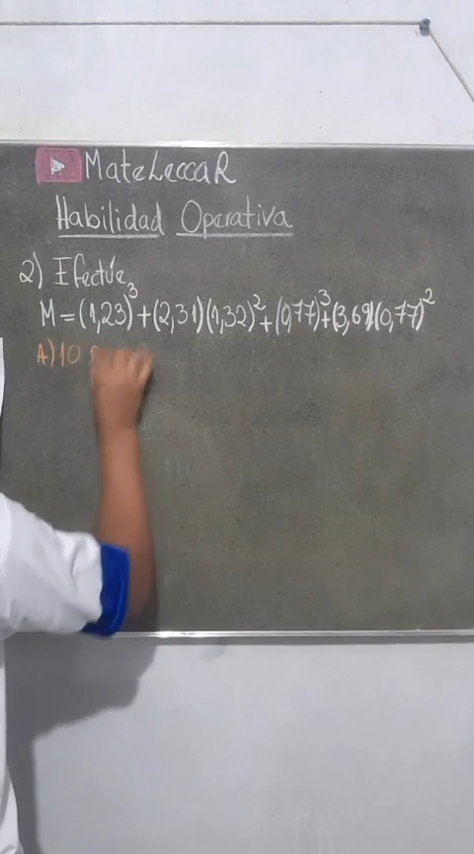 MateLeccaR
Habilidad Operativa
2) Efectúe
M = (1,23)³ + (2,31)(1,32)² + (0,77)³ + (3,69)(0,77)²
A) 10